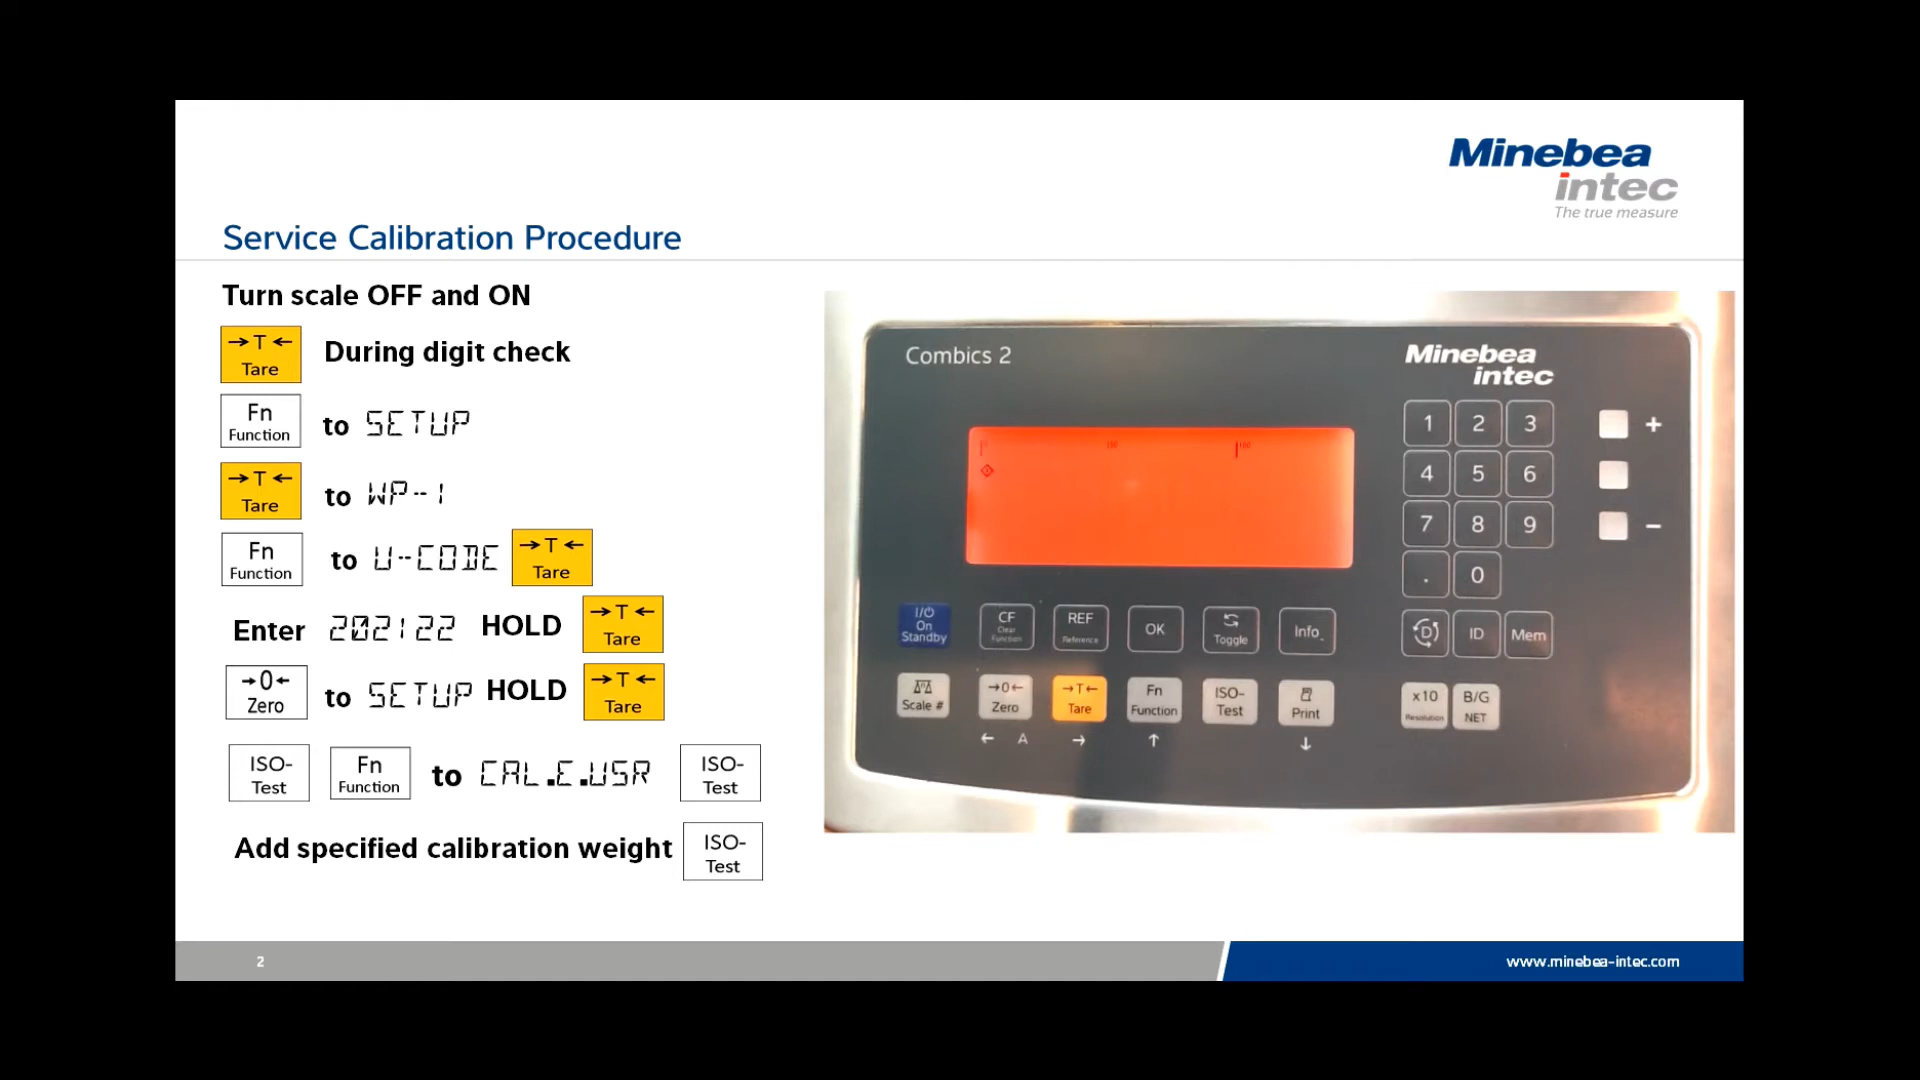 Minebea
intec
The true measure
Service Calibration Procedure
Turn scale OFF and ON
→T←
Tare
During digit check
Fn
Function
to SETUP
→T←
Tare
to WP--1
Fn
Function
to U--CODE
→T←
Tare
Enter 202122 HOLD
→T←
Tare
→0←
Zero
to SETUP HOLD
→T←
Tare
ISO-
Test
Fn
Function
to CAL.E.USR
ISO-
Test
Add specified calibration weight
ISO-
Test
Combics 2
Minebea
intec
1 2 3
+
4 5 6
7 8 9
−
. 0
I/⏻
On
Standby
CF
Clear
Function
REF
Reference
OK
Toggle
Info
D
ID
Mem
Scale #
→0←
Zero
→T←
Tare
Fn
Function
ISO-
Test
Print
x10
Resolution
B/G
NET
← A → ↑ ↓
2
www.minebea-intec.com